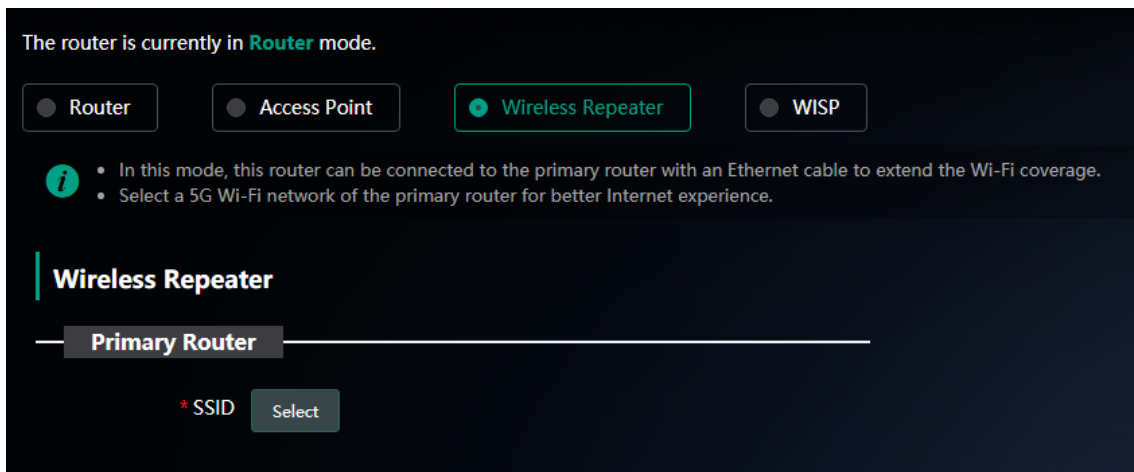 The router is currently in Router mode.
Router Access Point Wireless Repeater WISP
i
• In this mode, this router can be connected to the primary router with an Ethernet cable to extend the Wi-Fi coverage.
• Select a 5G Wi-Fi network of the primary router for better Internet experience.
Wireless Repeater
Primary Router
* SSID Select